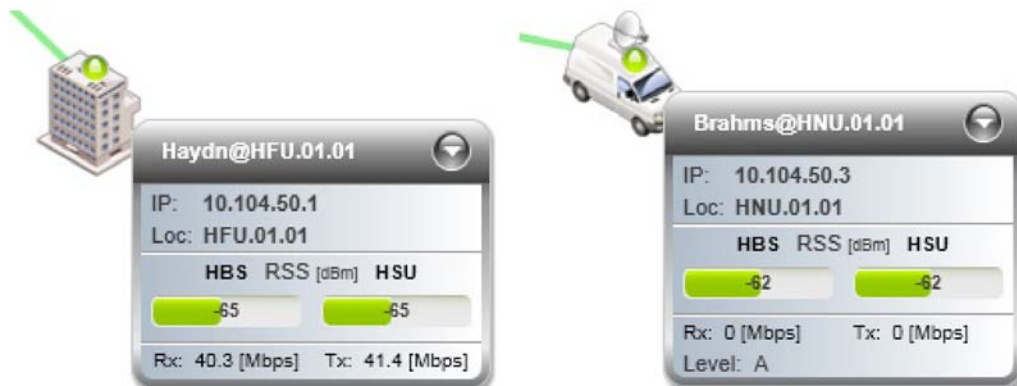 Haydn@HFU.01.01
IP: 10.104.50.1
Loc: HFU.01.01
HBS RSS [dBm] HSU
-65 -65
Rx: 40.3 [Mbps] Tx: 41.4 [Mbps]
Brahms@HNU.01.01
IP: 10.104.50.3
Loc: HNU.01.01
HBS RSS [dBm] HSU
-62 -62
Rx: 0 [Mbps] Tx: 0 [Mbps]
Level: A